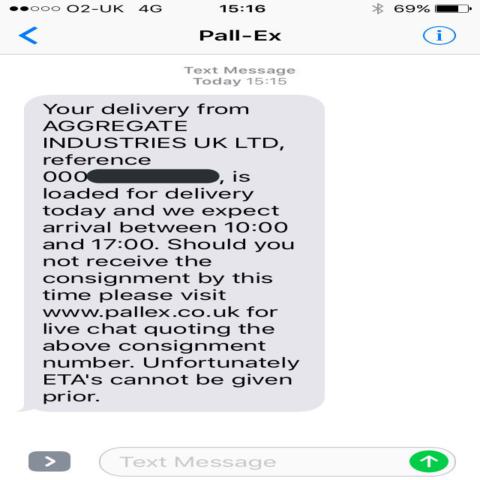 O2-UK 4G 15:16 69%
Pall-Ex
Text Message
Today 15:15
Your delivery from
AGGREGATE
INDUSTRIES UK LTD,
reference
000 , is
loaded for delivery
today and we expect
arrival between 10:00
and 17:00. Should you
not receive the
consignment by this
time please visit
www.pallex.co.uk for
live chat quoting the
above consignment
number. Unfortunately
ETA's cannot be given
prior.
Text Message